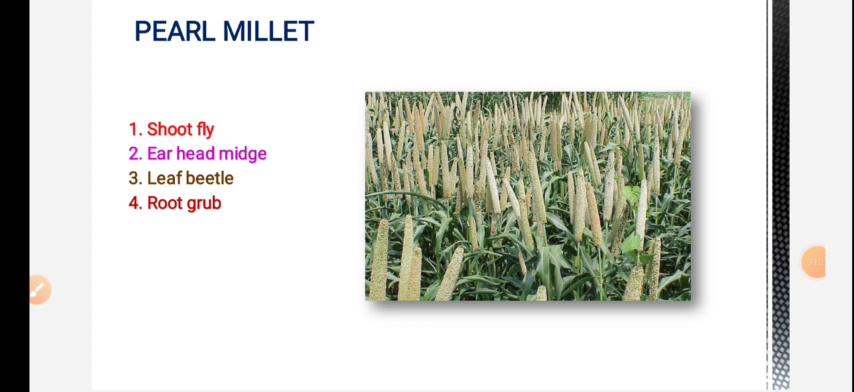 PEARL MILLET
1. Shoot fly
2. Ear head midge
3. Leaf beetle
4. Root grub